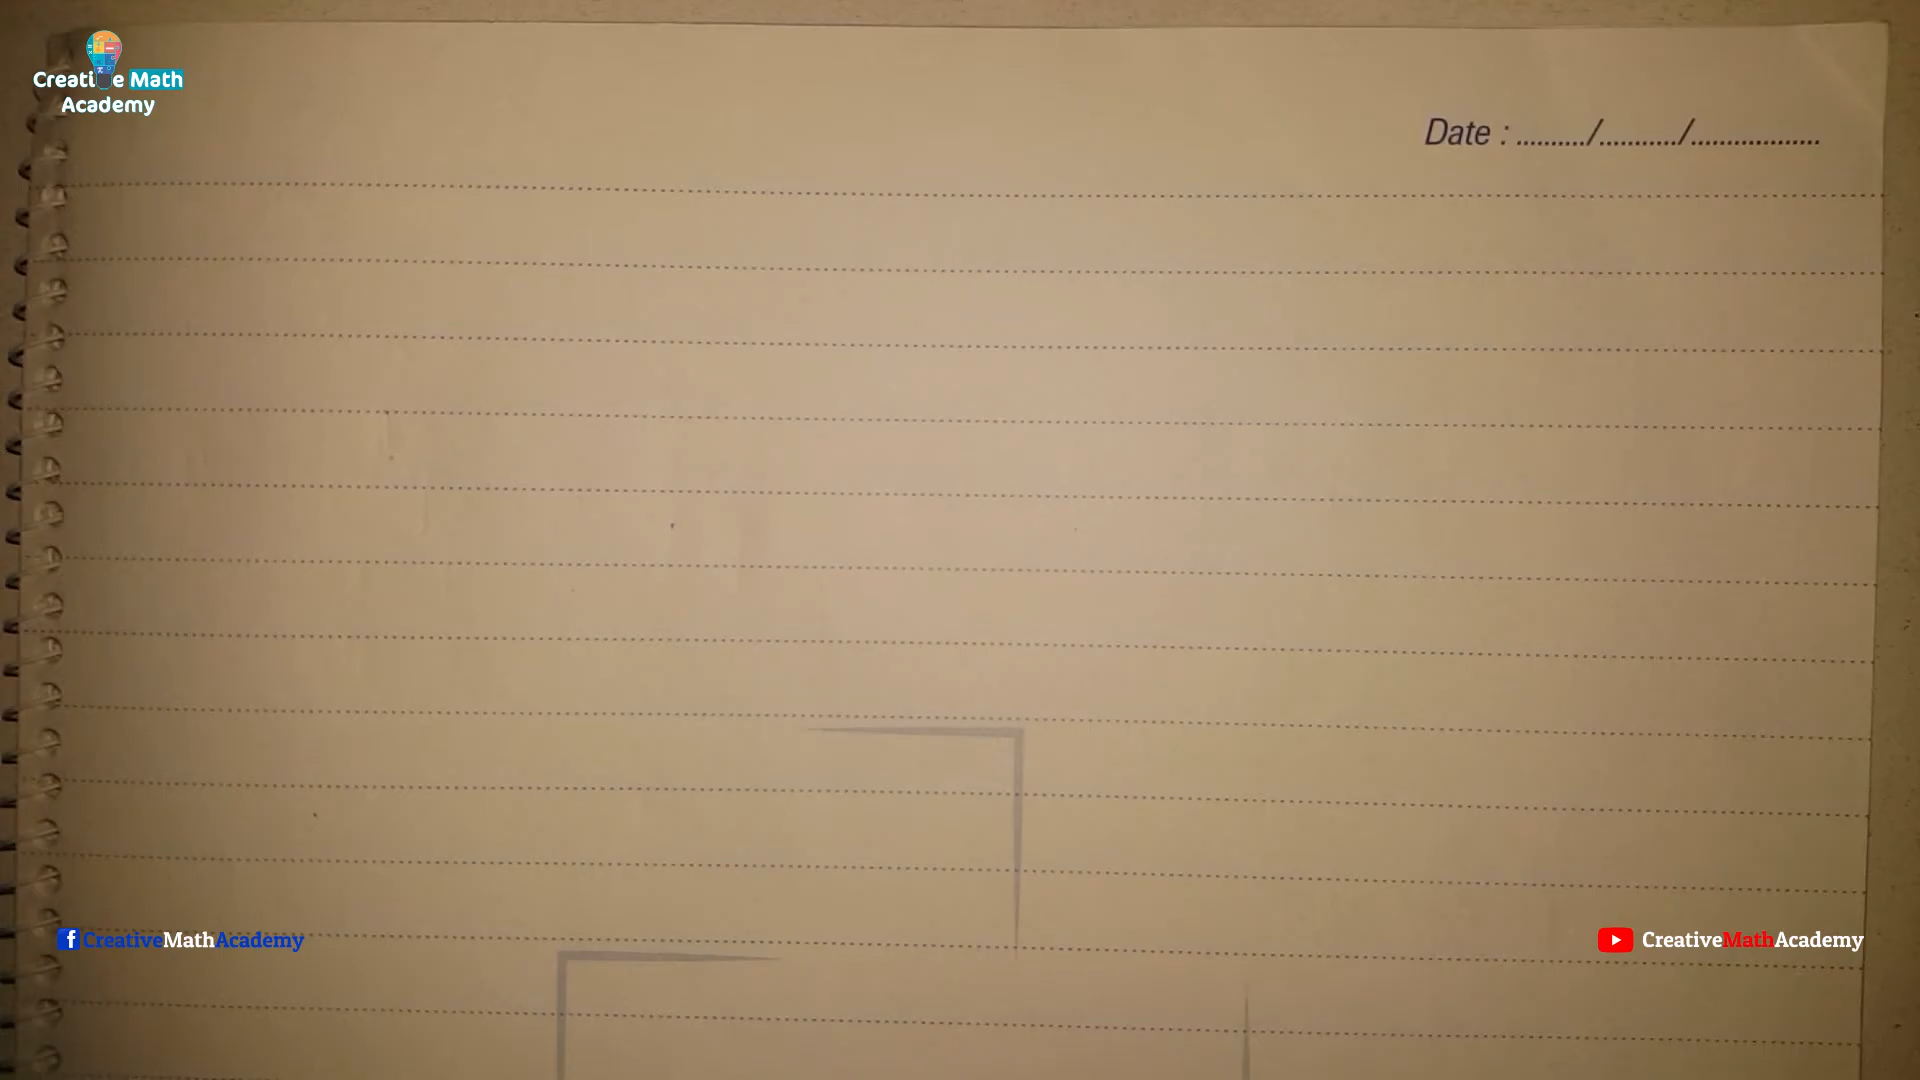 Creative Math
Academy
Date : ........../.........../..................
CreativeMathAcademy
CreativeMathAcademy